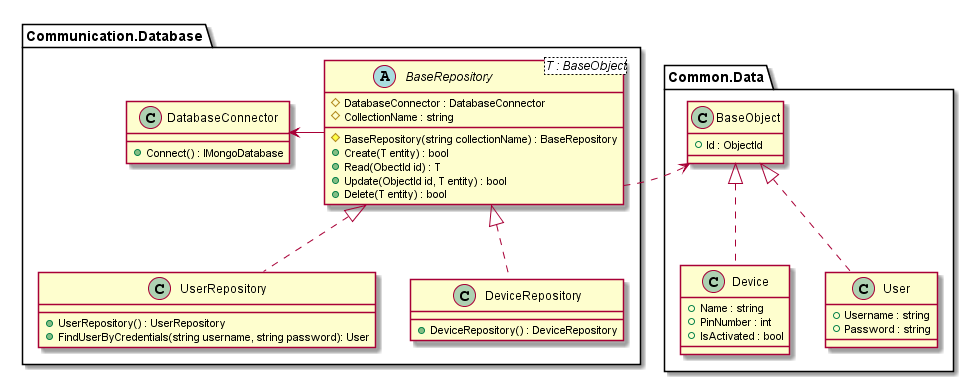 Communication.Database
T : BaseObject
A BaseRepository
DatabaseConnector : DatabaseConnector
CollectionName : string
BaseRepository(string collectionName) : BaseRepository
Create(T entity) : bool
Read(ObectId id) : T
Update(ObjectId id, T entity) : bool
Delete(T entity) : bool
C DatabaseConnector
Connect() : IMongoDatabase
C UserRepository
UserRepository() : UserRepository
FindUserByCredentials(string username, string password): User
C DeviceRepository
DeviceRepository() : DeviceRepository
Common.Data
C BaseObject
Id : ObjectId
C Device
Name : string
PinNumber : int
IsActivated : bool
C User
Username : string
Password : string